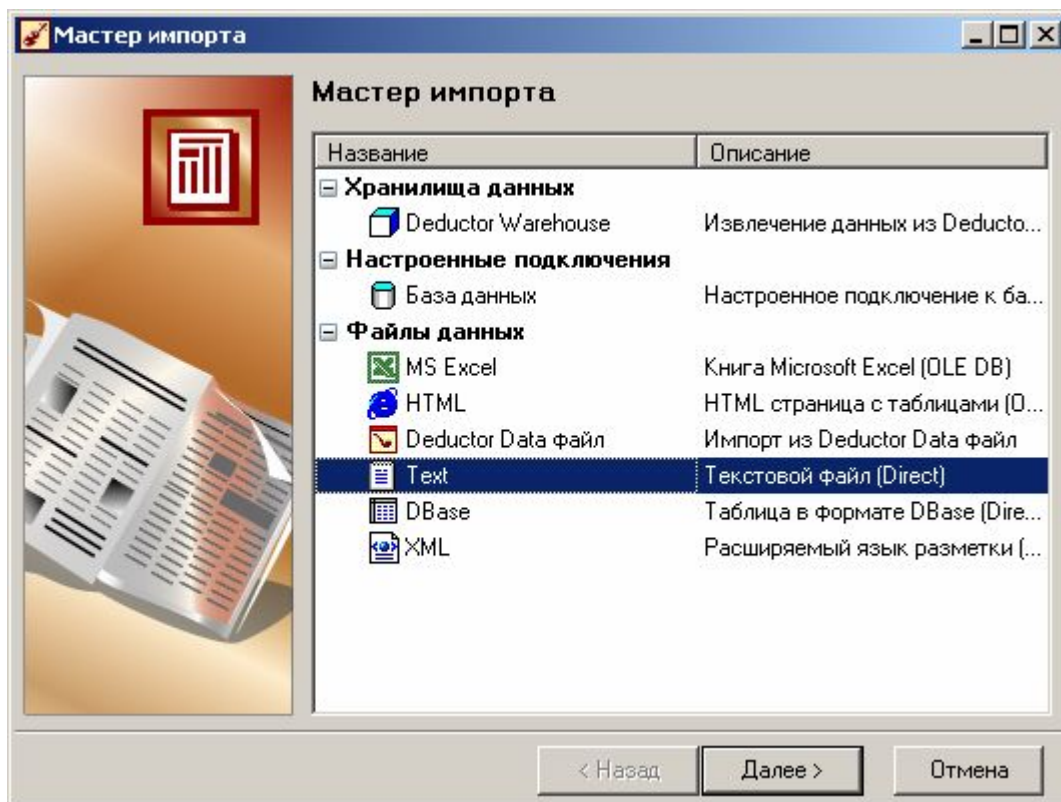 Мастер импорта
Мастер импорта
Название Описание
Хранилища данных
Deductor Warehouse Извлечение данных из Deducto...
Настроенные подключения
База данных Настроенное подключение к ба...
Файлы данных
MS Excel Книга Microsoft Excel (OLE DB)
HTML HTML страница с таблицами (O...
Deductor Data файл Импорт из Deductor Data файл
Text Текстовой файл (Direct)
DBase Таблица в формате DBase (Dire...
XML Расширяемый язык разметки (...
< Назад Далее > Отмена